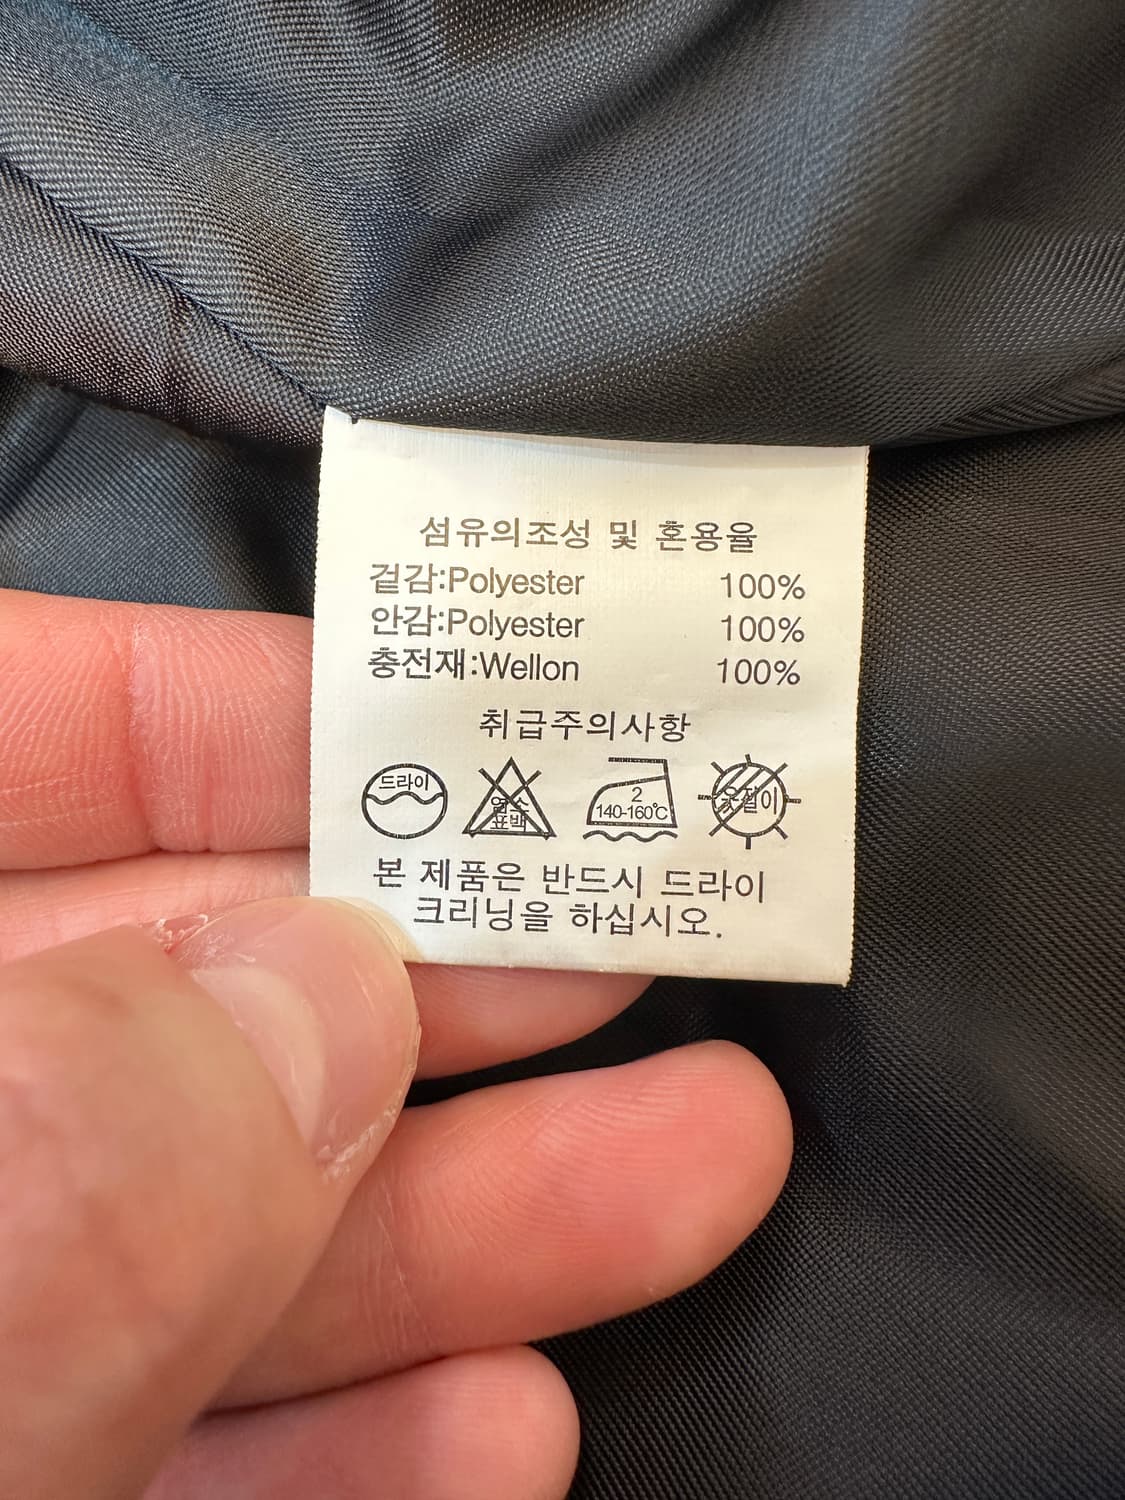 섬유의조성 및 혼용율
겉감:Polyester 100%
안감:Polyester 100%
충전재:Wellon 100%
취급주의사항
드라이
염소
표백
2
140-160℃
옷걸이
본 제품은 반드시 드라이
크리닝을 하십시오.